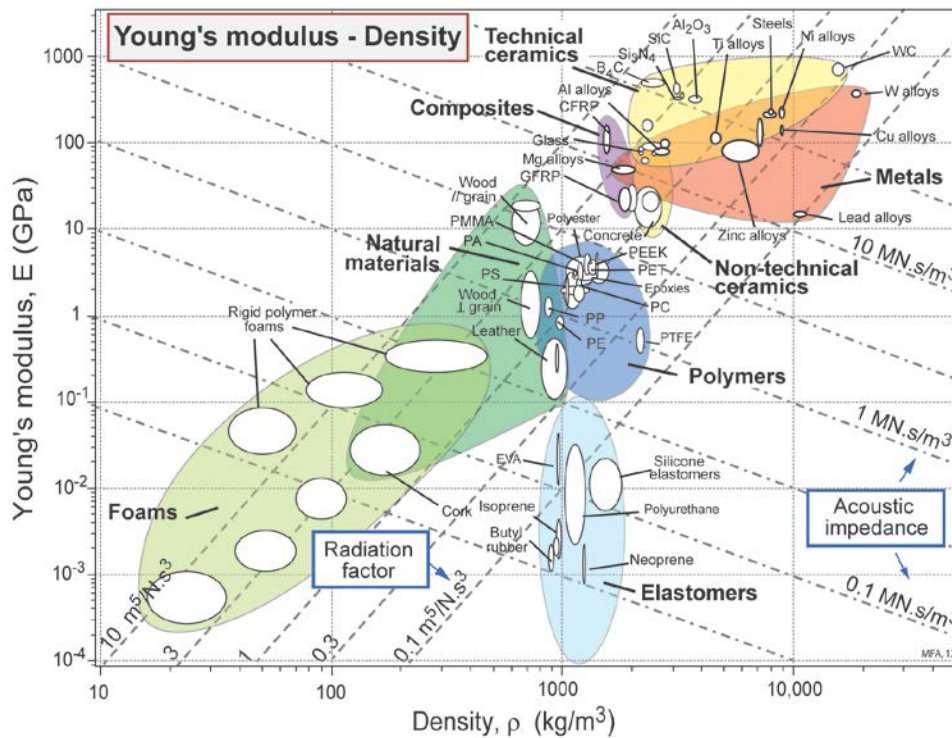 Young's modulus - Density
Technical
ceramics
Composites
Natural
materials
Foams
Metals
Non-technical
ceramics
Polymers
Elastomers
Al₂O₃
SiC
Si₃N₄
B₄C
Steels
Ti alloys
Ni alloys
WC
W alloys
Cu alloys
Al alloys
CFRP
Glass
Mg alloys
GFRP
Lead alloys
Zinc alloys
Wood
// grain
PMMA
PA
PS
Wood
⊥ grain
Leather
Polyester
Concrete
PEEK
PET
Epoxies
PC
PP
PE
PTFE
Rigid polymer
foams
Cork
EVA
Isoprene
Butyl
rubber
Silicone
elastomers
Polyurethane
Neoprene
Radiation
factor
Acoustic
impedance
10 MN.s/m³
1 MN.s/m³
0.1 MN.s/m
10 m⁵/N.s³
3
1
0.3
0.1 m⁵/N.s³
Young's modulus, E (GPa)
1000
100
10
1
10⁻¹
10⁻²
10⁻³
10⁻⁴
10
100
1000
10,000
Density, ρ (kg/m³)